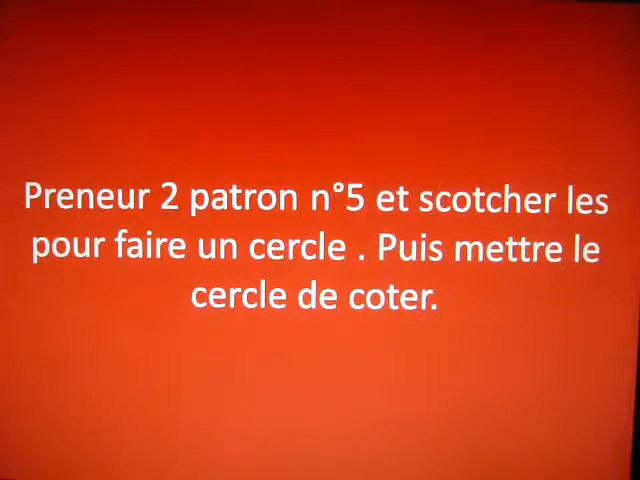 Preneur 2 patron n°5 et scotcher les
pour faire un cercle . Puis mettre le
cercle de coter.